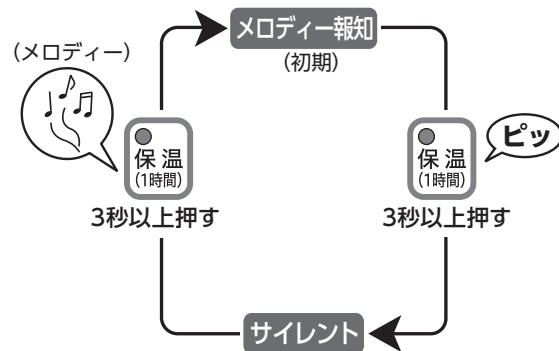 メロディー報知
(初期)
(メロディー)
保温
(1時間)
3秒以上押す
ピッ
保温
(1時間)
3秒以上押す
サイレント